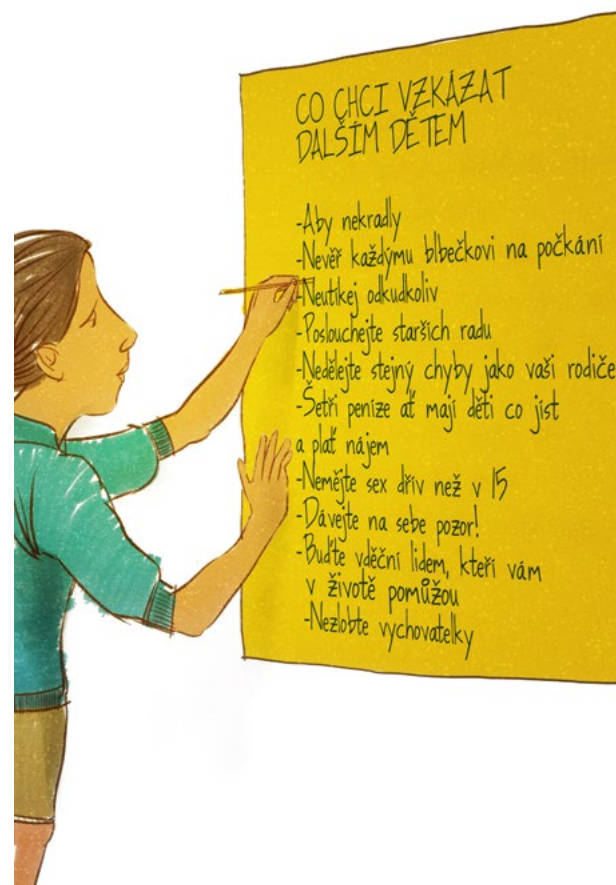 CO CHCI VZKÁZAT
DALŠÍM DĚTEM
-Aby nekradly
-Nevěř každýmu blbečkovi na počkání
-Neutíkej odkudkoliv
-Poslouchejte starších radu
-Nedělejte stejný chyby jako vaši rodiče
-Šetři peníze ať mají děti co jíst
a plať nájem
-Nemějte sex dřív než v 15
-Dávejte na sebe pozor!
-Buďte vděční lidem, kteří vám
v životě pomůžou
-Nezlobte vychovatelky